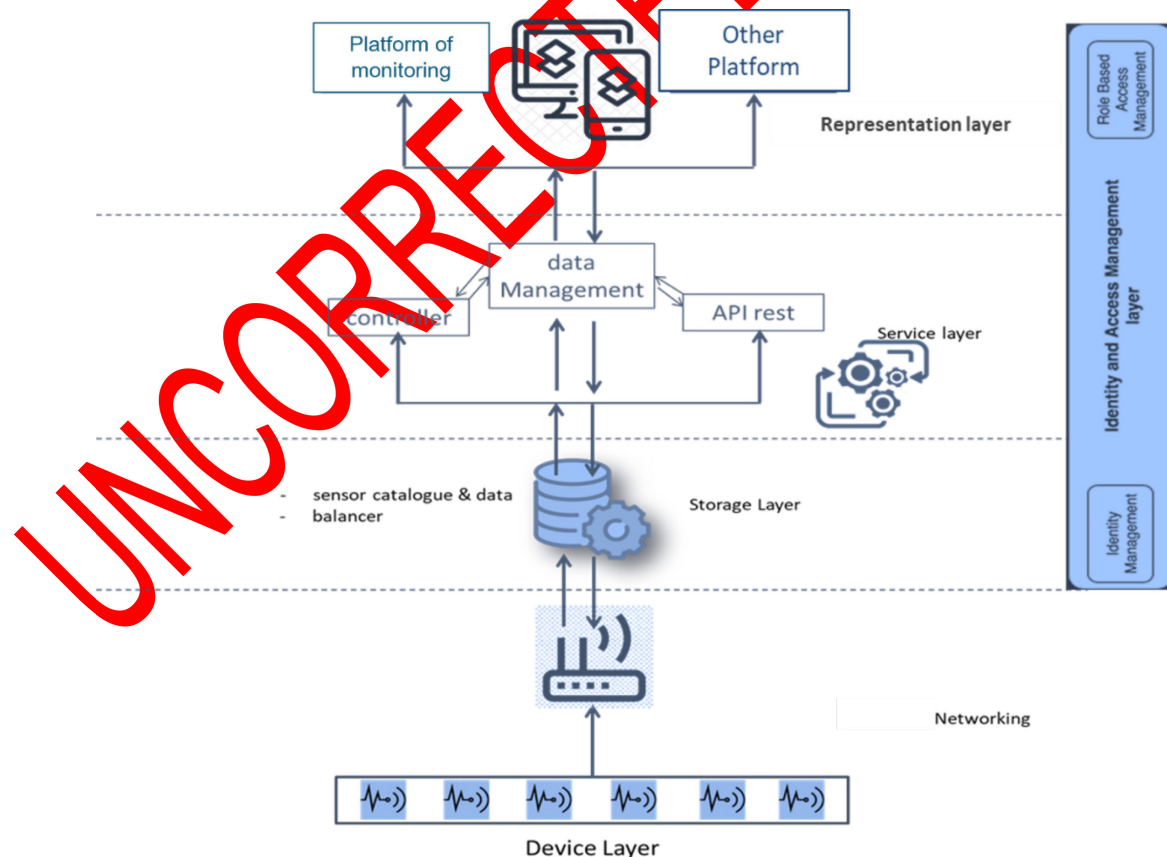 Platform of
monitoring
Other
Platform
Representation layer
Role Based
Access
Management
data
Management
controller
API rest
Service layer
Identity and Access Management
layer
- sensor catalogue & data
- balancer
Storage Layer
Identity
Management
Networking
Device Layer